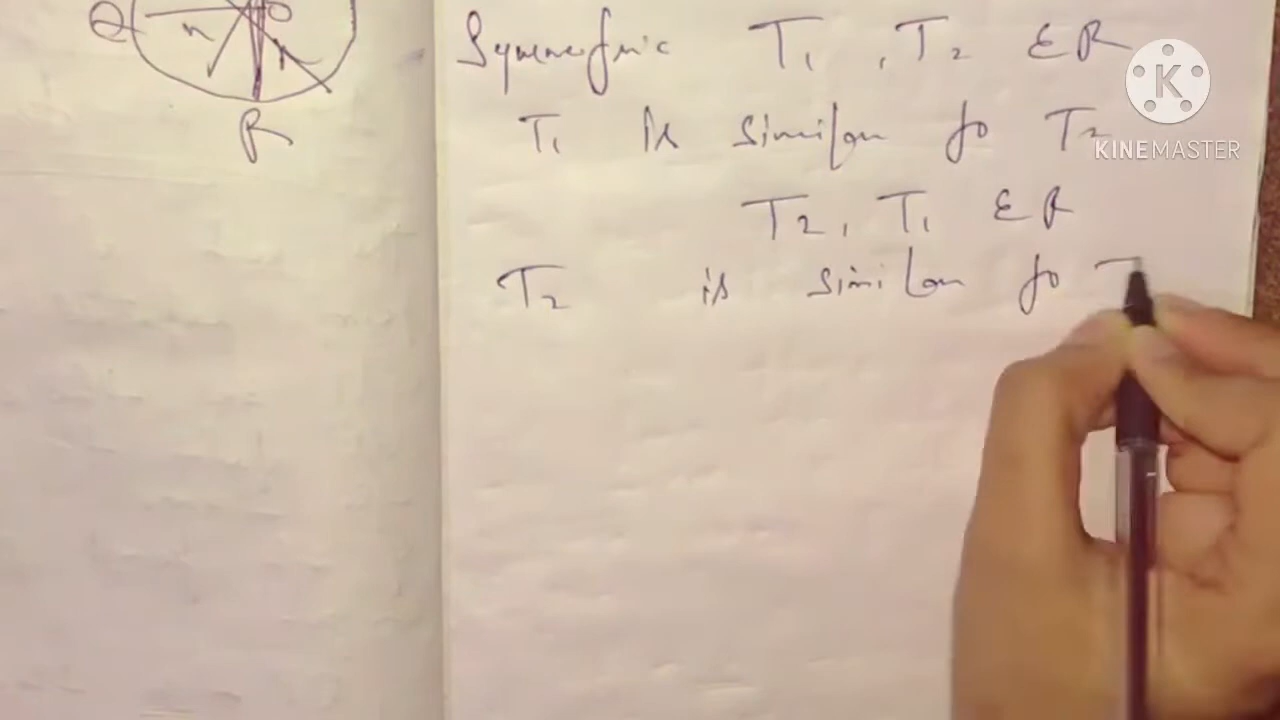 Q n O n
R
Symmetric T1 , T2 ∈ R
T1 is similar to T2
T2 , T1 ∈ R
T2 is similar to T
K
KINEMASTER